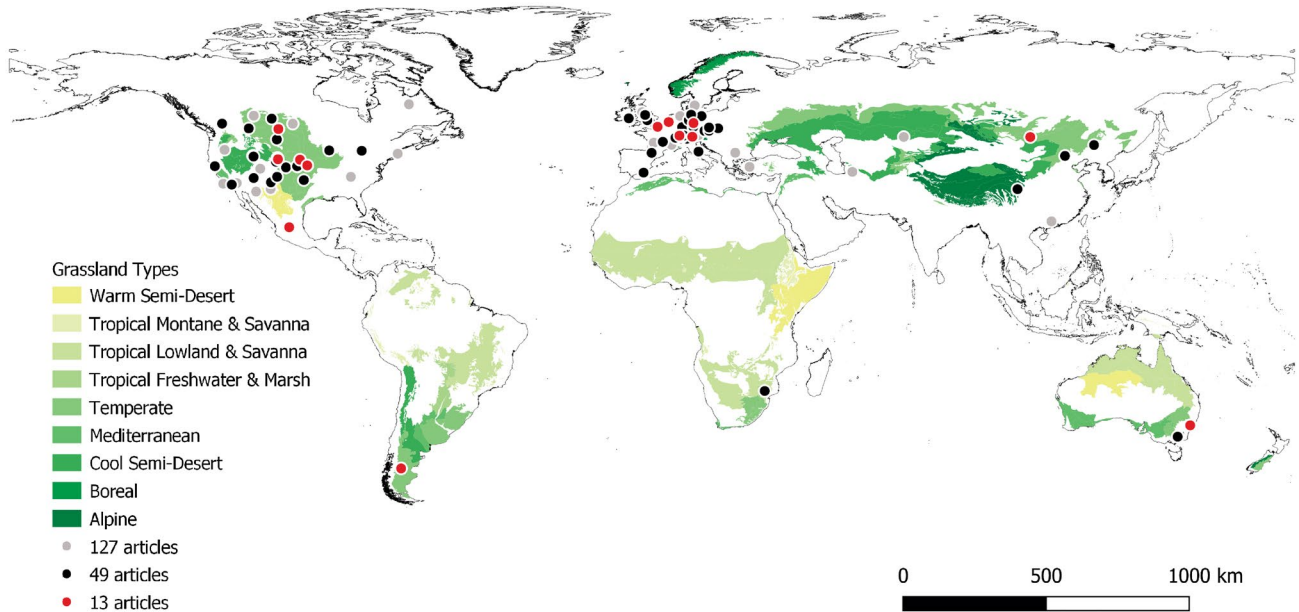 Grassland Types
Warm Semi-Desert
Tropical Montane & Savanna
Tropical Lowland & Savanna
Tropical Freshwater & Marsh
Temperate
Mediterranean
Cool Semi-Desert
Boreal
Alpine
127 articles
49 articles
13 articles
0 500 1000 km